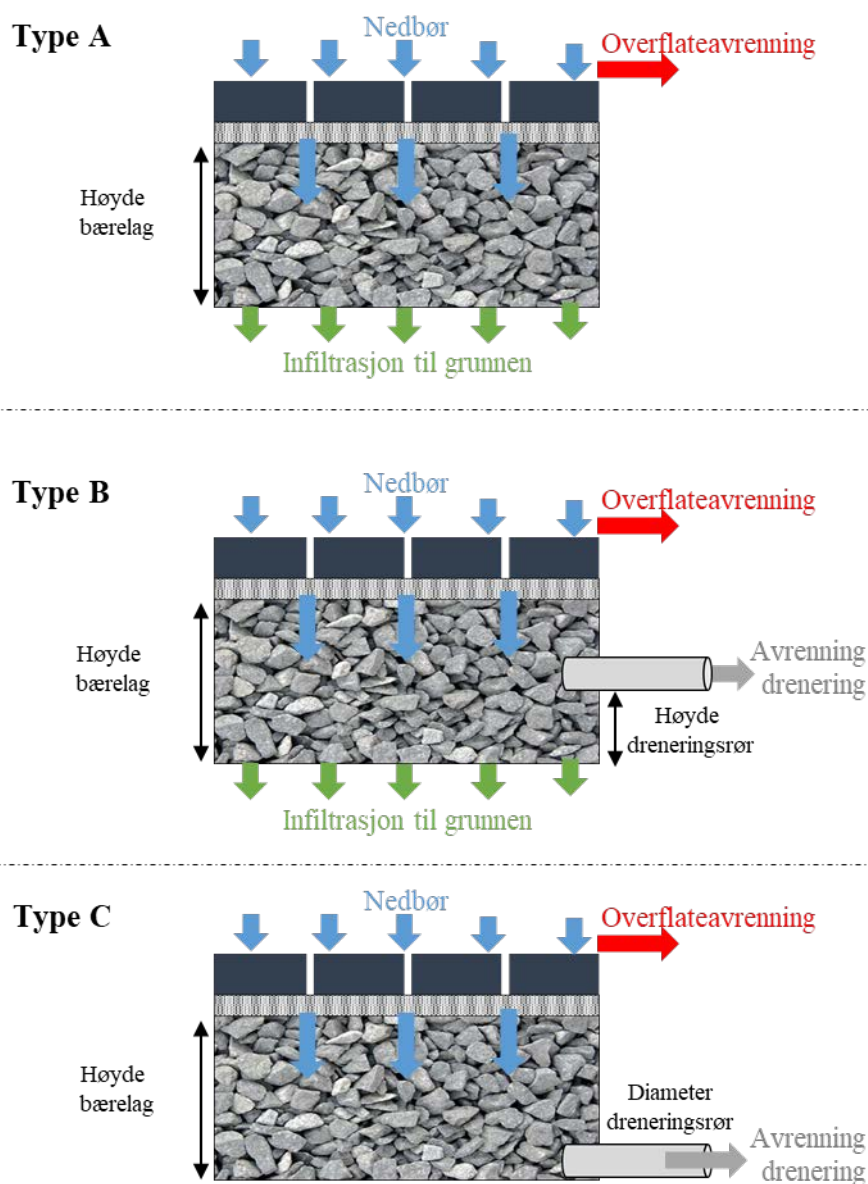 Type A
Nedbør
Overflateavrenning
Høyde
bærelag
Infiltrasjon til grunnen
Type B
Nedbør
Overflateavrenning
Høyde
bærelag
Avrenning
drenering
Høyde
dreneringsrør
Infiltrasjon til grunnen
Type C
Nedbør
Overflateavrenning
Høyde
bærelag
Diameter
dreneringsrør
Avrenning
drenering